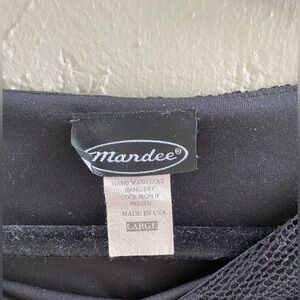 mandee®
HAND WASH COLD
HANG DRY
COOL IRON IF
NEEDED
MADE IN USA
LARGE